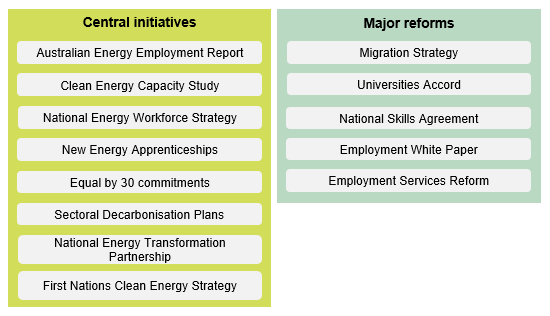 Central initiatives
Australian Energy Employment Report
Clean Energy Capacity Study
National Energy Workforce Strategy
New Energy Apprenticeships
Equal by 30 commitments
Sectoral Decarbonisation Plans
National Energy Transformation
Partnership
First Nations Clean Energy Strategy
Major reforms
Migration Strategy
Universities Accord
National Skills Agreement
Employment White Paper
Employment Services Reform